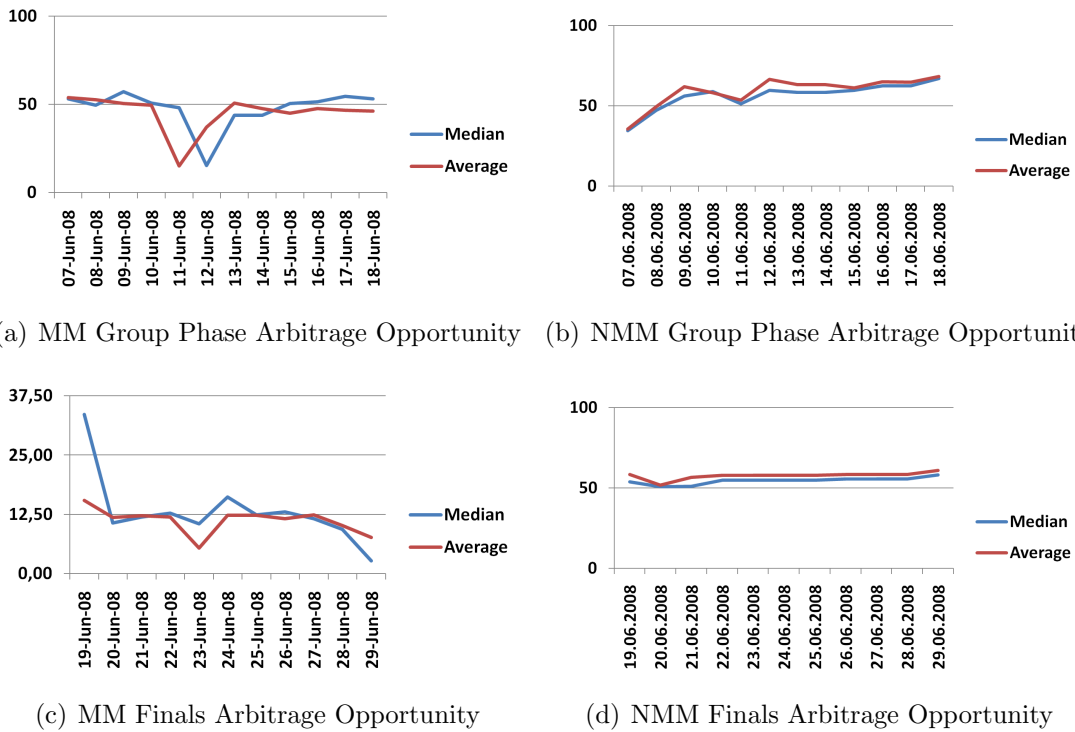 100
50
0
07-Jun-08
08-Jun-08
09-Jun-08
10-Jun-08
11-Jun-08
12-Jun-08
13-Jun-08
14-Jun-08
15-Jun-08
16-Jun-08
17-Jun-08
18-Jun-08
Median
Average
a) MM Group Phase Arbitrage Opportunity
100
50
0
07.06.2008
08.06.2008
09.06.2008
10.06.2008
11.06.2008
12.06.2008
13.06.2008
14.06.2008
15.06.2008
16.06.2008
17.06.2008
18.06.2008
Median
Average
(b) NMM Group Phase Arbitrage Opportunit
37,50
25,00
12,50
0,00
19-Jun-08
20-Jun-08
21-Jun-08
22-Jun-08
23-Jun-08
24-Jun-08
25-Jun-08
26-Jun-08
27-Jun-08
28-Jun-08
29-Jun-08
Median
Average
(c) MM Finals Arbitrage Opportunity
100
50
0
19.06.2008
20.06.2008
21.06.2008
22.06.2008
23.06.2008
24.06.2008
25.06.2008
26.06.2008
27.06.2008
28.06.2008
29.06.2008
Median
Average
(d) NMM Finals Arbitrage Opportunity